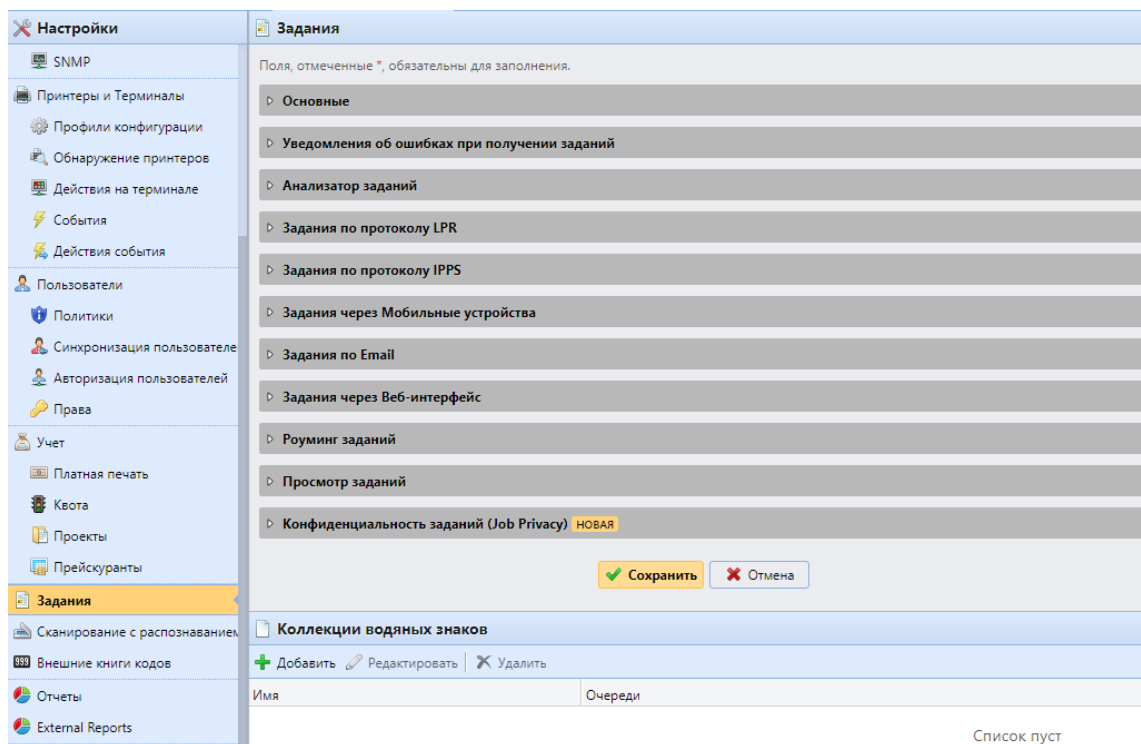 Настройки
SNMP
Принтеры и Терминалы
Профили конфигурации
Обнаружение принтеров
Действия на терминале
События
Действия события
Пользователи
Политики
Синхронизация пользователе
Авторизация пользователей
Права
Учет
Платная печать
Квота
Проекты
Прейскуранты
Задания
Сканирование с распознаванием
999 Внешние книги кодов
Отчеты
External Reports
Задания
Поля, отмеченные *, обязательны для заполнения.
Основные
Уведомления об ошибках при получении заданий
Анализатор заданий
Задания по протоколу LPR
Задания по протоколу IPPS
Задания через Мобильные устройства
Задания по Email
Задания через Веб-интерфейс
Роуминг заданий
Просмотр заданий
Конфиденциальность заданий (Job Privacy) НОВАЯ
Сохранить Отмена
Коллекции водяных знаков
Добавить Редактировать Удалить
Имя Очереди
Список пуст